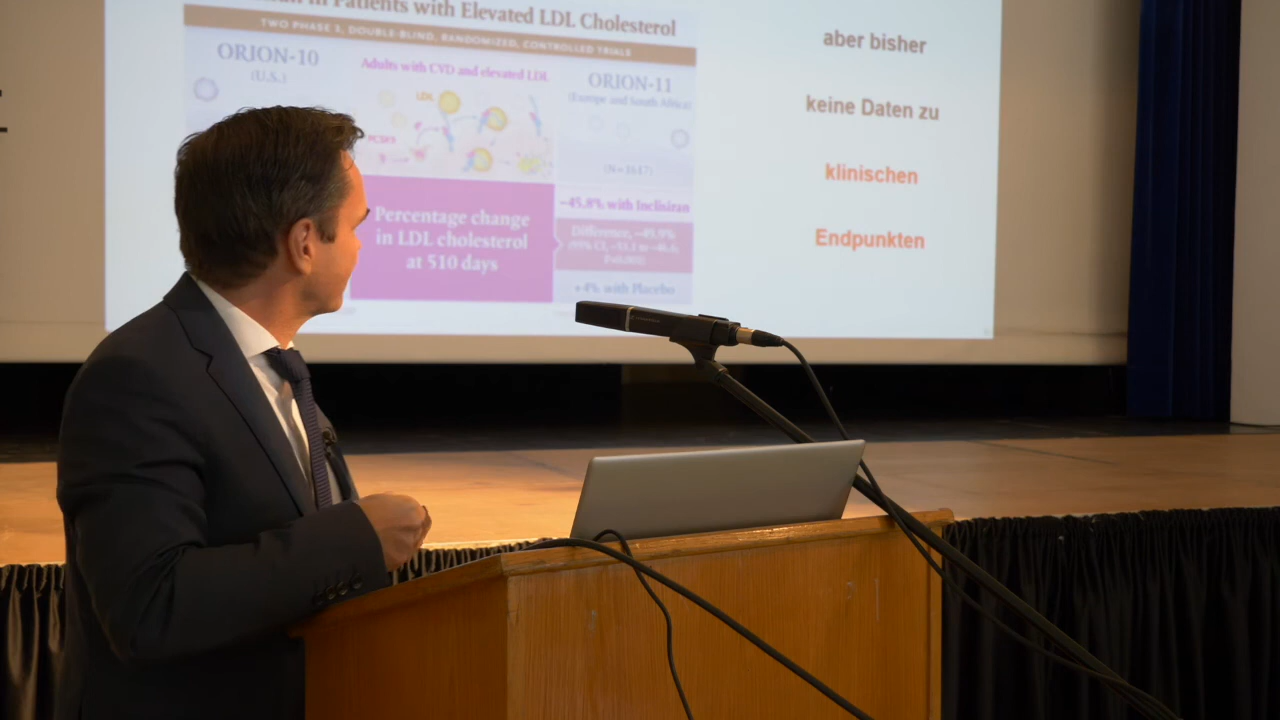 in Patients with Elevated LDL Cholesterol
TWO PHASE 3, DOUBLE-BLIND, RANDOMIZED, CONTROLLED TRIALS
ORION-10
(U.S.)
Adults with CVD and elevated LDL
LDL
PCSK9
ORION-11
(Europe and South Africa)
(N=1617)
Percentage change
in LDL cholesterol
at 510 days
−45.8% with Inclisiran
Difference, −49.9%
+4% with Placebo
aber bisher
keine Daten zu
klinischen
Endpunkten